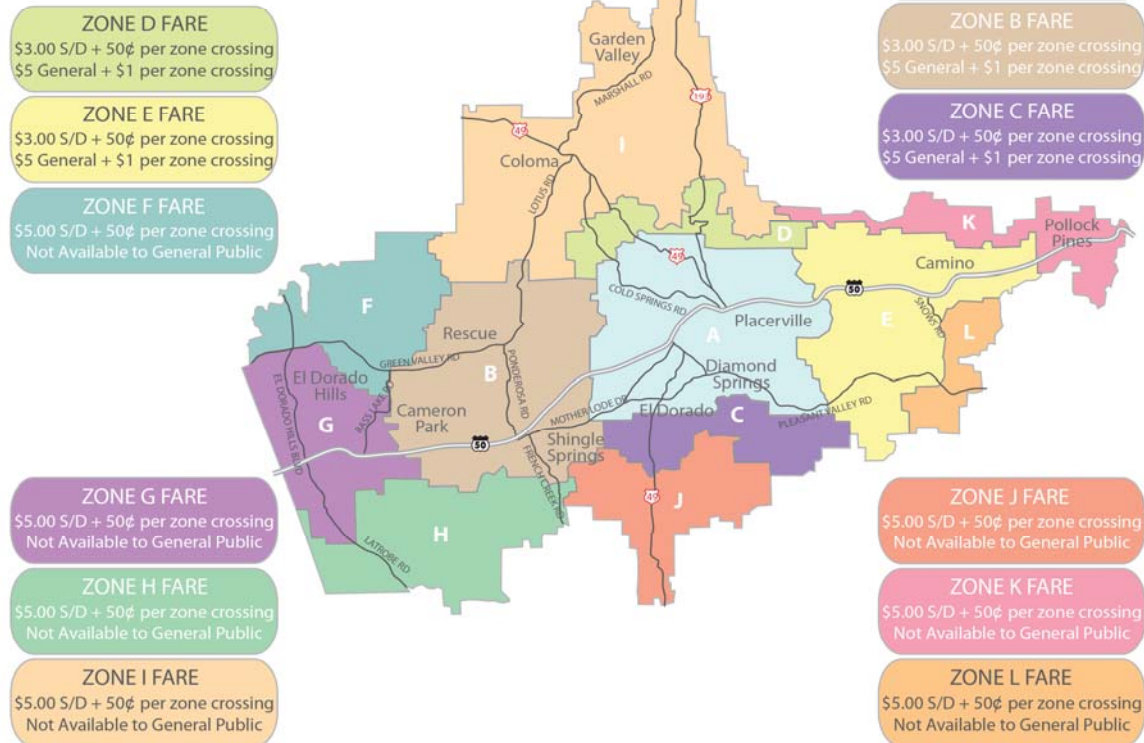 ZONE D FARE
$3.00 S/D + 50¢ per zone crossing
$5 General + $1 per zone crossing
ZONE E FARE
$3.00 S/D + 50¢ per zone crossing
$5 General + $1 per zone crossing
ZONE F FARE
$5.00 S/D + 50¢ per zone crossing
Not Available to General Public
ZONE B FARE
$3.00 S/D + 50¢ per zone crossing
$5 General + $1 per zone crossing
ZONE C FARE
$3.00 S/D + 50¢ per zone crossing
$5 General + $1 per zone crossing
Garden
Valley
MARSHALL RD
193
49
I
Coloma
LOTUS RD
K
Pollock
Pines
D
49
Camino
COLD SPRINGS RD
50
SNOWS RD
F
Rescue
Placerville
A
E
L
GREEN VALLEY RD
B
PONDEROSA RD
Diamond
Springs
El Dorado
Hills
BASS LAKE RD
EL DORADO HILLS BLVD
G
Cameron
Park
MOTHER LODE DR
El Dorado
C
PLEASANT VALLEY RD
50
Shingle
Springs
FRENCH CREEK RD
49
J
H
LATROBE RD
ZONE G FARE
$5.00 S/D + 50¢ per zone crossing
Not Available to General Public
ZONE H FARE
$5.00 S/D + 50¢ per zone crossing
Not Available to General Public
ZONE I FARE
$5.00 S/D + 50¢ per zone crossing
Not Available to General Public
ZONE J FARE
$5.00 S/D + 50¢ per zone crossing
Not Available to General Public
ZONE K FARE
$5.00 S/D + 50¢ per zone crossing
Not Available to General Public
ZONE L FARE
$5.00 S/D + 50¢ per zone crossing
Not Available to General Public